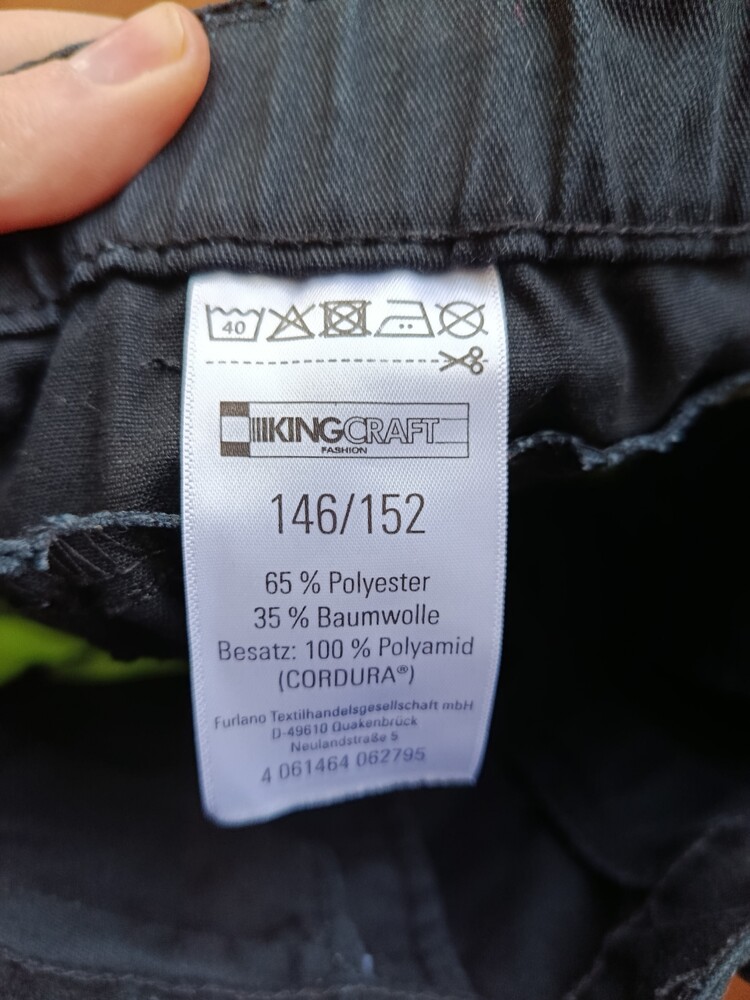 40
KINGCRAFT
FASHION
146/152
65 % Polyester
35 % Baumwolle
Besatz: 100 % Polyamid
(CORDURA®)
Furlano Textilhandelsgesellschaft mbH
D-49610 Quakenbrück
Neulandstraße 5
4 061464 062795